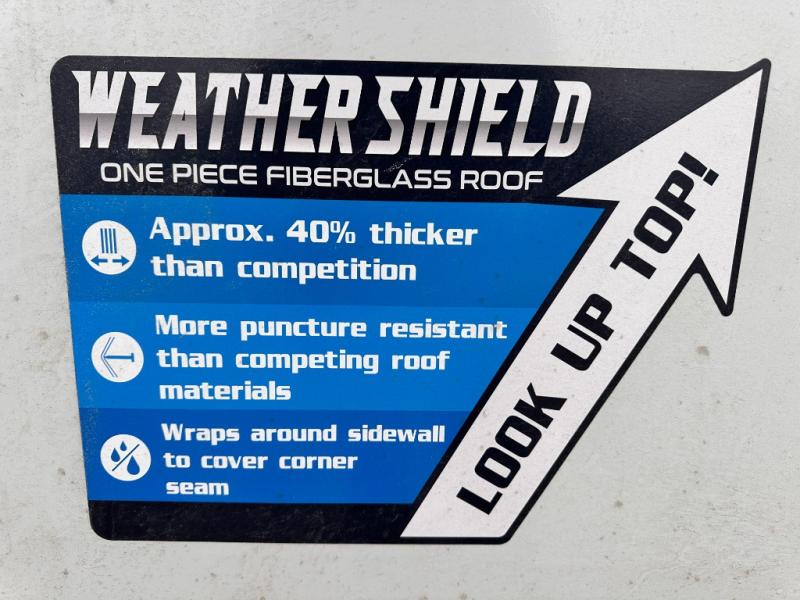 WEATHER SHIELD
ONE PIECE FIBERGLASS ROOF
Approx. 40% thicker
than competition
More puncture resistant
than competing roof
materials
Wraps around sidewall
to cover corner
seam
LOOK UP TOP!